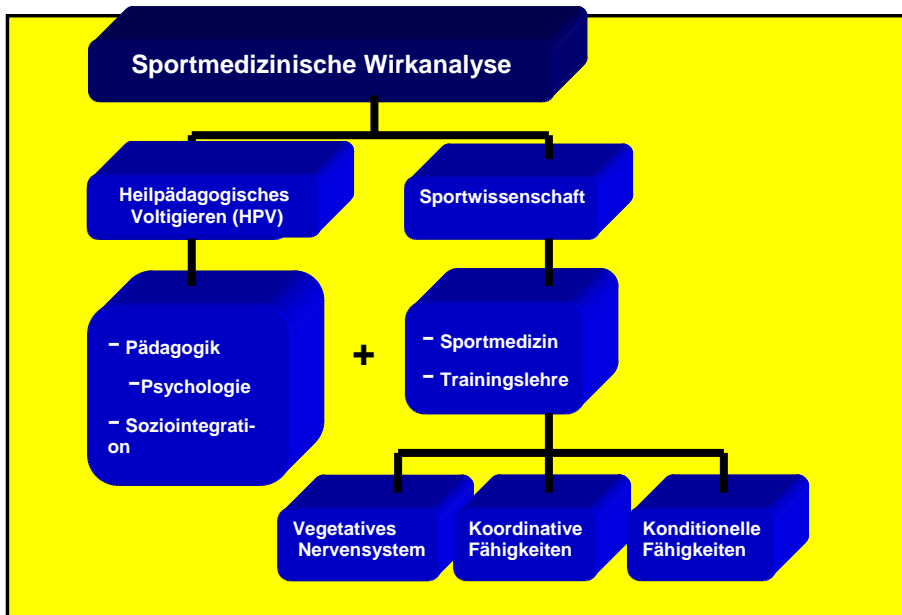 Sportmedizinische Wirkanalyse
Heilpädagogisches
Voltigieren (HPV)
Sportwissenschaft
- Pädagogik
-Psychologie
- Soziointegrati-
on
+
- Sportmedizin
- Trainingslehre
Vegetatives
Nervensystem
Koordinative
Fähigkeiten
Konditionelle
Fähigkeiten